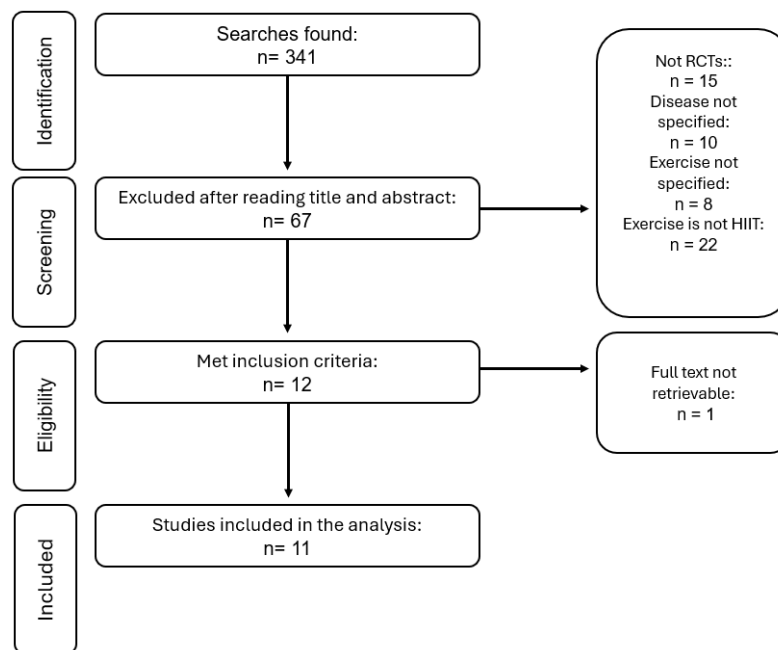 Identification
Searches found:
n= 341
Not RCTs::
n = 15
Disease not
specified:
n = 10
Exercise not
specified:
n = 8
Exercise is not HIIT:
n = 22
Screening
Excluded after reading title and abstract:
n= 67
Eligibility
Met inclusion criteria:
n= 12
Full text not
retrievable:
n = 1
Included
Studies included in the analysis:
n= 11